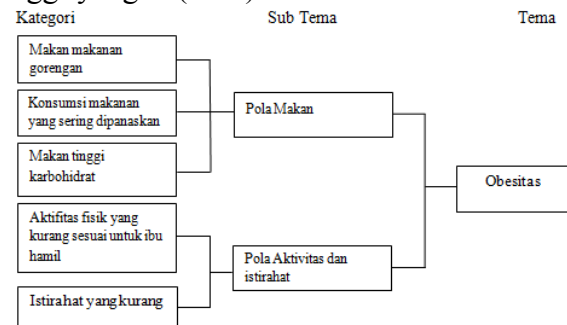 Kategori Sub Tema Tema
Makan makanan
gorengan
Konsumsi makanan
yang sering dipanaskan
Pola Makan
Makan tinggi
karbohidrat
Obesitas
Aktifitas fisik yang
kurang sesuai untuk ibu
hamil
Pola Aktivitas dan
istirahat
Istirahat yang kurang